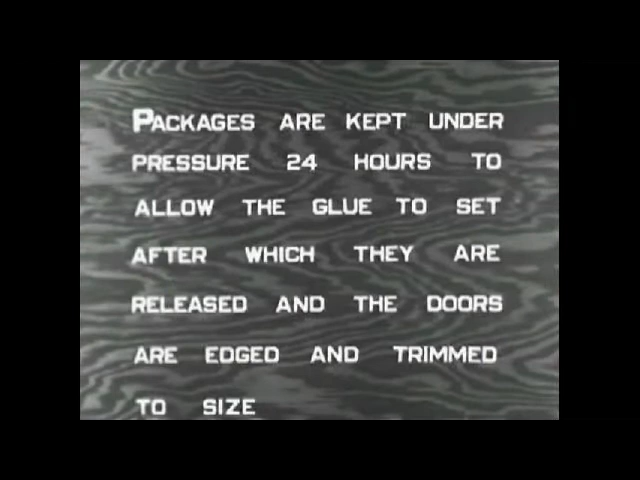 PACKAGES ARE KEPT UNDER
PRESSURE 24 HOURS TO
ALLOW THE GLUE TO SET
AFTER WHICH THEY ARE
RELEASED AND THE DOORS
ARE EDGED AND TRIMMED
TO SIZE